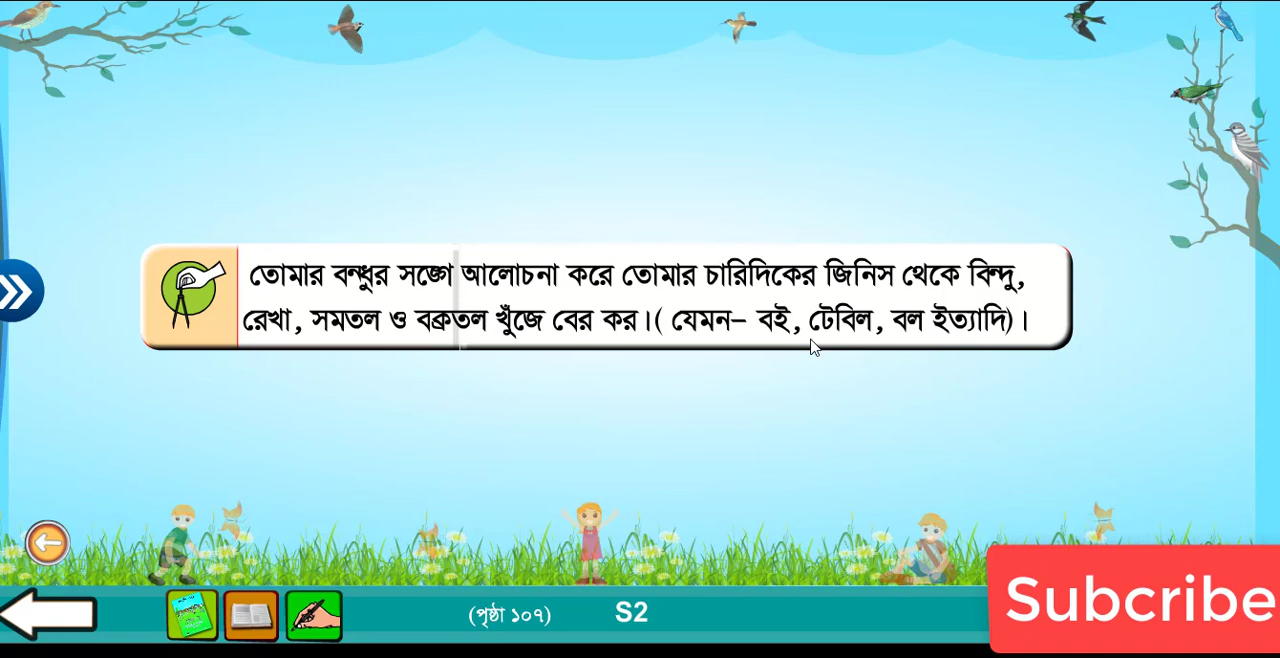 তোমার বন্ধুর সঙ্গে আলোচনা করে তোমার চারিদিকের জিনিস থেকে বিন্দু,
রেখা, সমতল ও বক্রতল খুঁজে বের কর।( যেমন– বই, টেবিল, বল ইত্যাদি)।
(পৃষ্ঠা ১০৭) S2
Subcribe